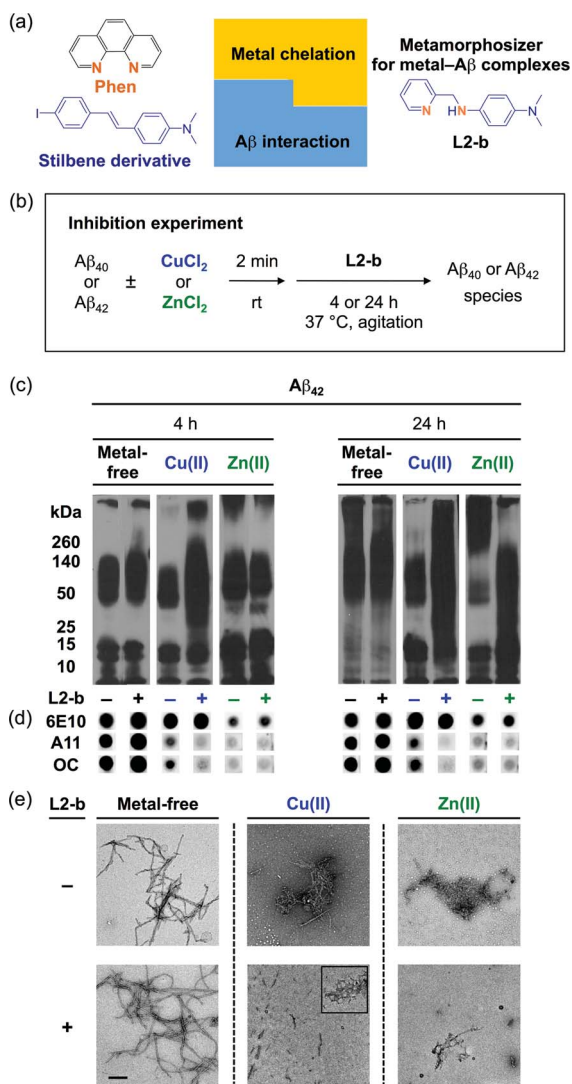 (a)
N N
Phen
I
N
Stilbene derivative
Metal chelation
Aβ interaction
Metamorphosizer
for metal–Aβ complexes
N HN
N
L2-b
(b)
Inhibition experiment
Aβ40
or
Aβ42
±
CuCl2
or
ZnCl2
2 min
rt
L2-b
4 or 24 h
37 °C, agitation
Aβ40 or Aβ42
species
(c)
Aβ42
4 h 24 h
Metal-
free Cu(II) Zn(II) Metal-
free Cu(II) Zn(II)
kDa
260
140
50
25
15
10
L2-b – + – + – + – + – + – +
(d) 6E10
A11
OC
(e)
L2-b Metal-free Cu(II) Zn(II)
–
+